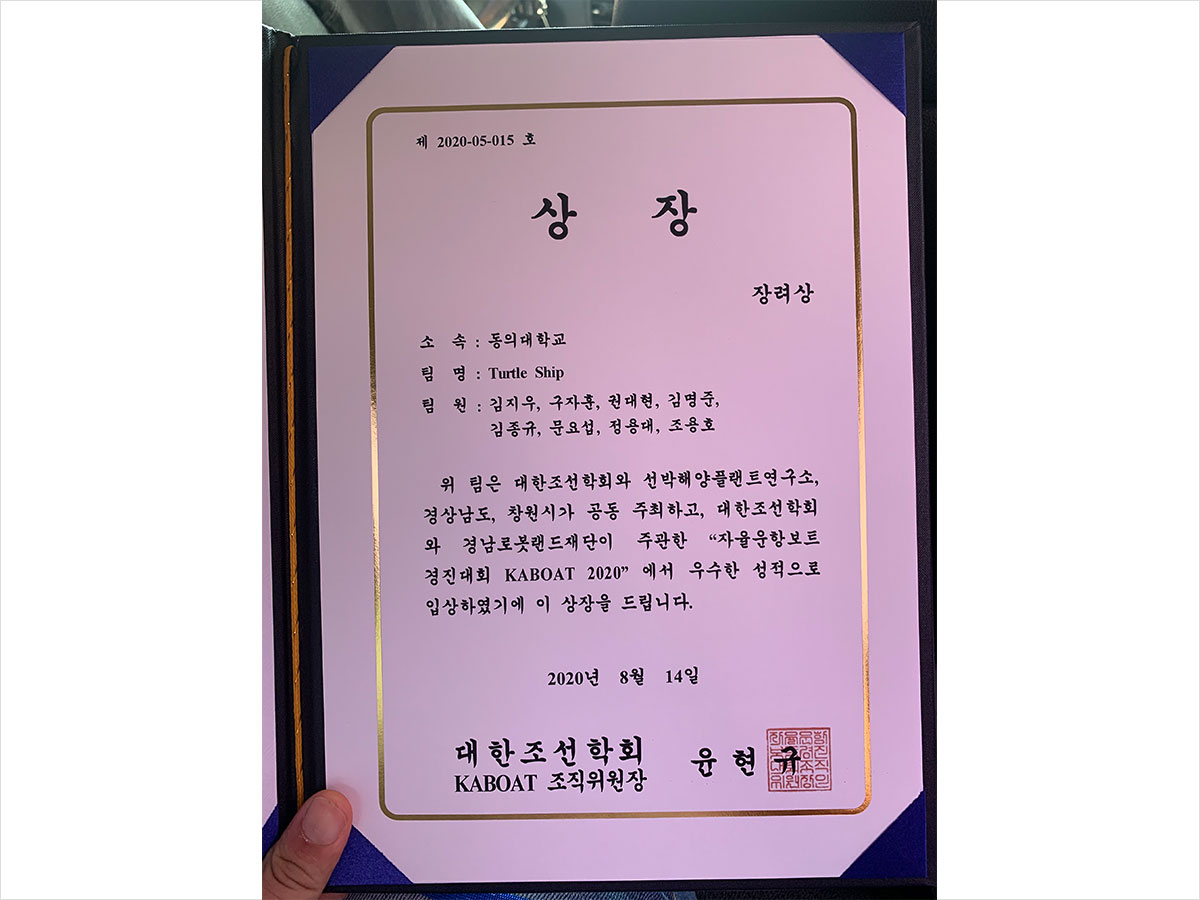 제 2020-05-015 호
상 장
장려상
소 속 : 동의대학교
팀 명 : Turtle Ship
팀 원 : 김지우, 구자훈, 권대현, 김명준,
김종규, 문요섭, 정용대, 조용호
위 팀은 대한조선학회와 선박해양플랜트연구소,
경상남도, 창원시가 공동 주최하고, 대한조선학회
와 경남로봇랜드재단이 주관한 “자율운항보트
경진대회 KABOAT 2020” 에서 우수한 성적으로
입상하였기에 이 상장을 드립니다.
2020년 8월 14일
대한조선학회
KABOAT 조직위원장 윤현규